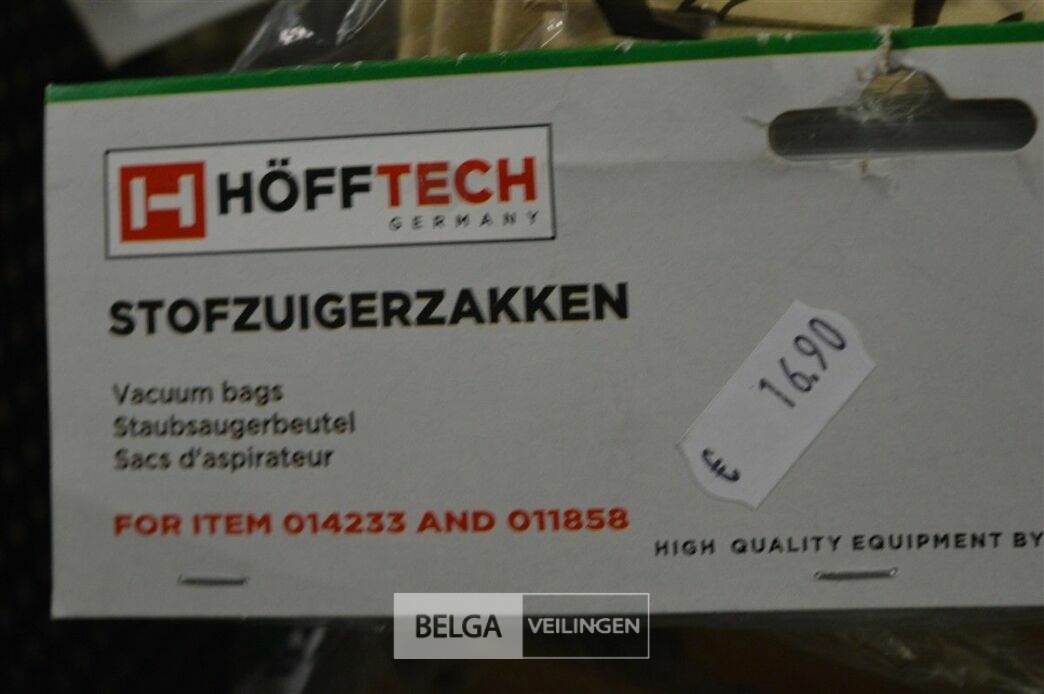 HÖFFTECH
GERMANY
STOFZUIGERZAKKEN
Vacuum bags
Staubsaugerbeutel
Sacs d'aspirateur
FOR ITEM 014233 AND 011858
€ 16.90
HIGH QUALITY EQUIPMENT BY
BELGA VEILINGEN